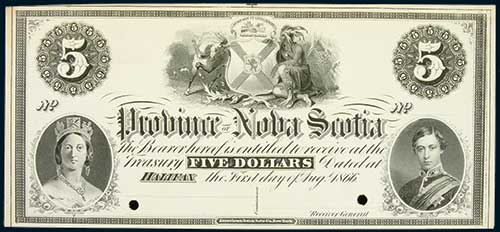 5 5
No No
Province of Nova Scotia
The Bearer hereof is entitled to receive at the
Treasury FIVE DOLLARS Dated at
HALIFAX the First day of Aug. 1866
Receiver General